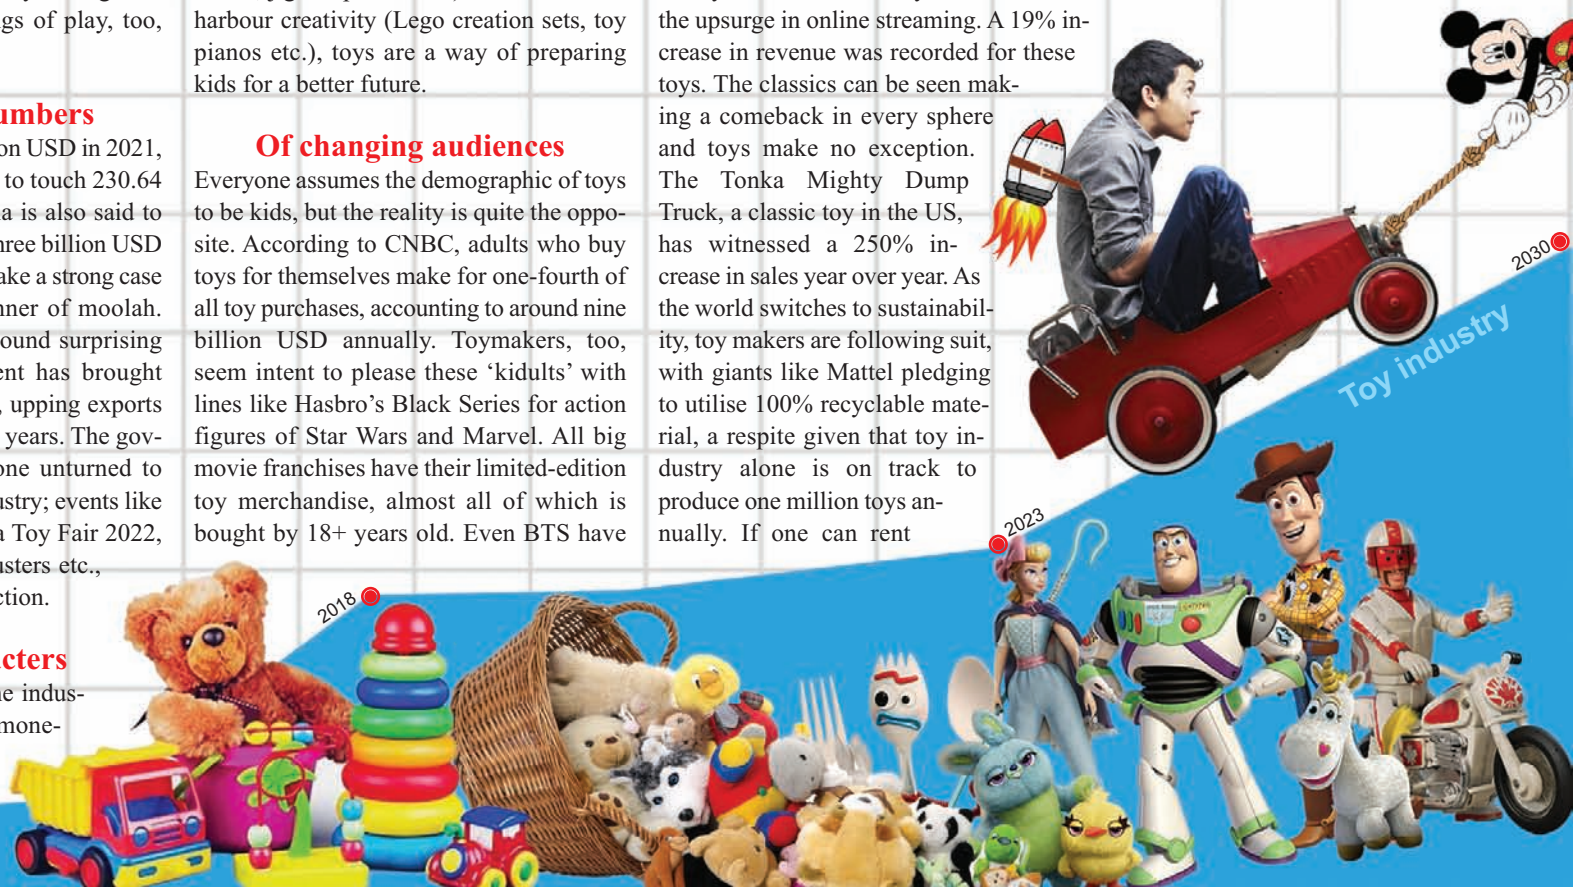 gs of play, too,
umbers
on USD in 2021,
to touch 230.64
a is also said to
hree billion USD
ake a strong case
nner of moolah.
ound surprising
ent has brought
, upping exports
years. The gov-
one unturned to
ustry; events like
a Toy Fair 2022,
usters etc.,
ction.
cters
ne indus-
mone-
harbour creativity (Lego creation sets, toy
pianos etc.), toys are a way of preparing
kids for a better future.
Of changing audiences
Everyone assumes the demographic of toys
to be kids, but the reality is quite the oppo-
site. According to CNBC, adults who buy
toys for themselves make for one-fourth of
all toy purchases, accounting to around nine
billion USD annually. Toymakers, too,
seem intent to please these ‘kidults’ with
lines like Hasbro’s Black Series for action
figures of Star Wars and Marvel. All big
movie franchises have their limited-edition
toy merchandise, almost all of which is
bought by 18+ years old. Even BTS have
the upsurge in online streaming. A 19% in-
crease in revenue was recorded for these
toys. The classics can be seen mak-
ing a comeback in every sphere
and toys make no exception.
The Tonka Mighty Dump
Truck, a classic toy in the US,
has witnessed a 250% in-
crease in sales year over year. As
the world switches to sustainabil-
ity, toy makers are following suit,
with giants like Mattel pledging
to utilise 100% recyclable mate-
rial, a respite given that toy in-
dustry alone is on track to
produce one million toys an-
nually. If one can rent
2018
2023
2030
Toy industry